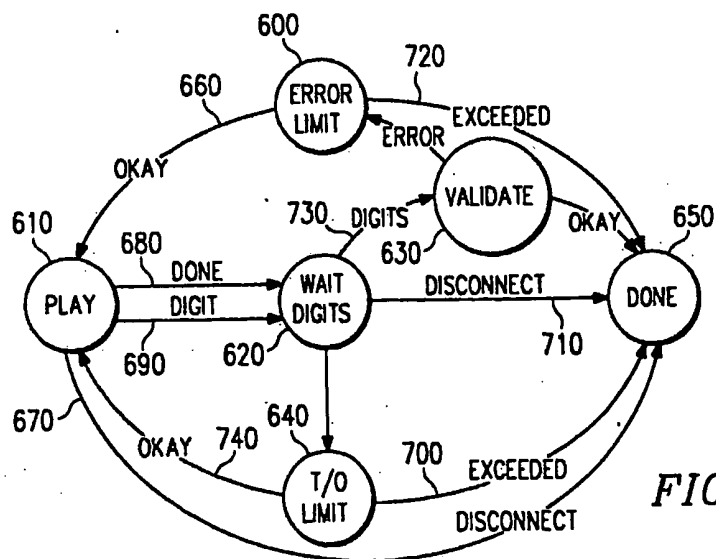 600
720
660
ERROR
LIMIT
EXCEEDED
ERROR
OKAY
730
DIGITS
VALIDATE
OKAY
650
610
680
630
DONE
WAIT
DIGITS
DISCONNECT
PLAY
DIGIT
DONE
690
620
710
670
640
OKAY
740
700
EXCEEDED
T/O
LIMIT
DISCONNECT
FIG